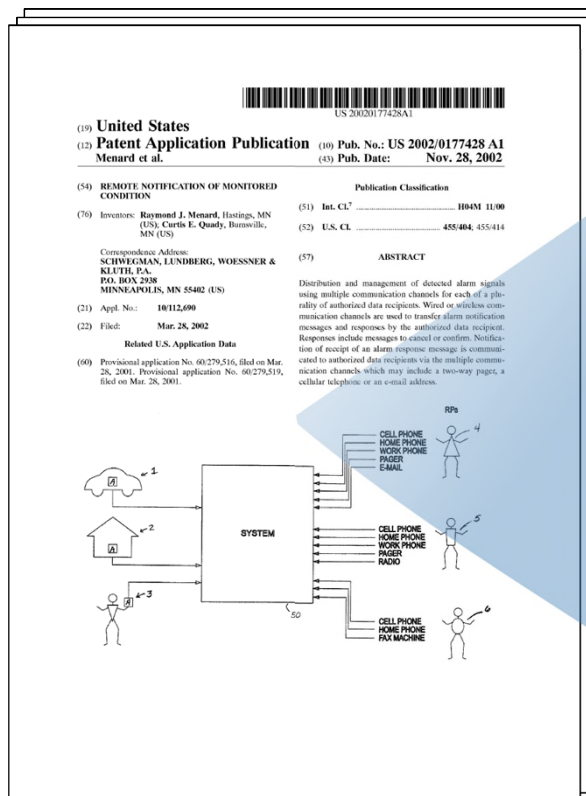 US 20020177428A1
(19) United States
(12) Patent Application Publication (10) Pub. No.: US 2002/0177428 A1
Menard et al. (43) Pub. Date: Nov. 28, 2002
(54) REMOTE NOTIFICATION OF MONITORED
CONDITION
(76) Inventors: Raymond J. Menard, Hastings, MN
(US); Curtis E. Quady, Burnsville,
MN (US)
Correspondence Address:
SCHWEGMAN, LUNDBERG, WOESSNER &
KLUTH, P.A.
P.O. BOX 2938
MINNEAPOLIS, MN 55402 (US)
(21) Appl. No.: 10/112,690
(22) Filed: Mar. 28, 2002
Related U.S. Application Data
(60) Provisional application No. 60/279,516, filed on Mar.
28, 2001. Provisional application No. 60/279,519,
filed on Mar. 28, 2001.
Publication Classification
(51) Int. Cl.7 ........................................ H04M 11/00
(52) U.S. Cl. ........................................ 455/404; 455/414
(57) ABSTRACT
Distribution and management of detected alarm signals
using multiple communication channels for each of a plu-
rality of authorized data recipients. Wired or wireless com-
munication channels are used to transfer alarm notification
messages and responses by the authorized data recipient.
Responses include messages to cancel or confirm. Notifica-
tion of receipt of an alarm response message is communi-
cated to authorized data recipients via the multiple commu-
nication channels which may include a two-way pager, a
cellular telephone or an e-mail address.
RPs
CELL PHONE
HOME PHONE
WORK PHONE
PAGER
E-MAIL
4
1
A
2
A
3
A
SYSTEM
50
CELL PHONE
HOME PHONE
WORK PHONE
PAGER
RADIO
5
CELL PHONE
HOME PHONE
FAX MACHINE
6